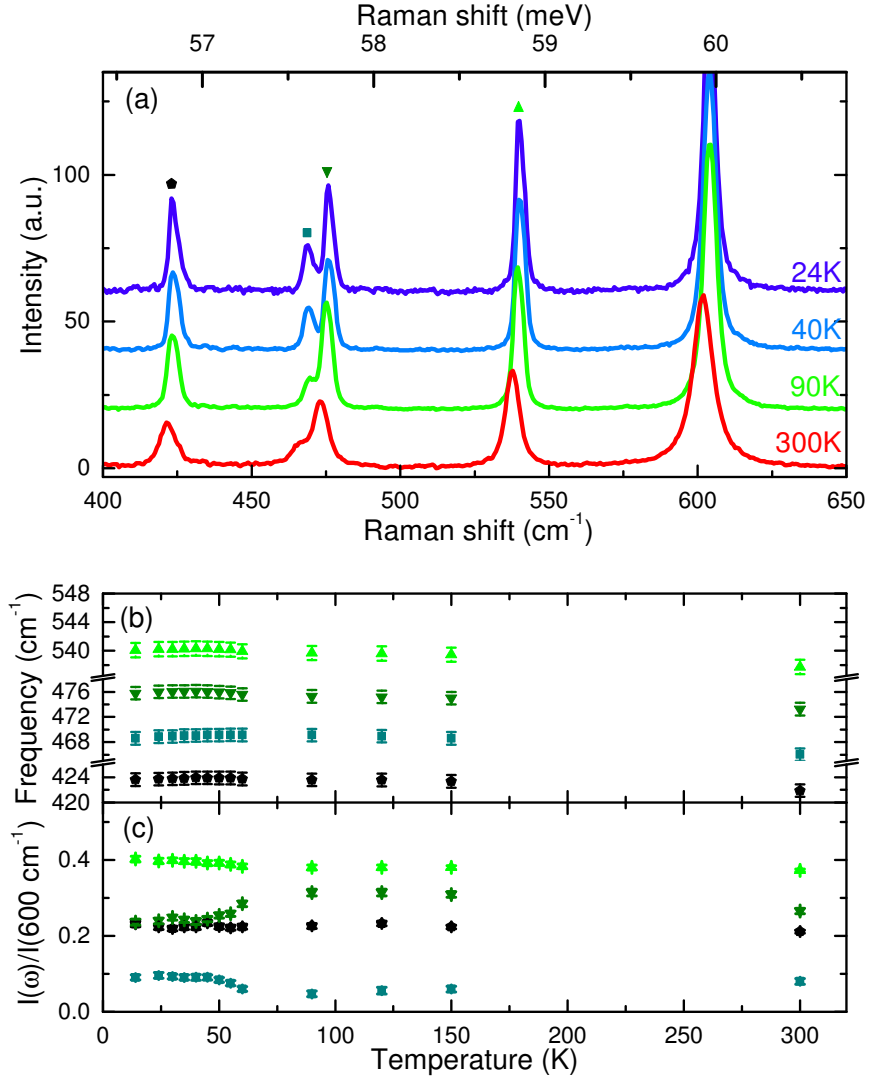 Raman shift (meV)
57 58 59 60
(a)
100
50
0
Intensity (a.u.)
24K
40K
90K
300K
400 450 500 550 600 650
Raman shift (cm⁻¹)
(b)
548
544
540
476
472
468
424
420
Frequency (cm⁻¹)
(c)
0.4
0.2
0.0
I(ω)/I(600 cm⁻¹)
0 50 100 150 200 250 300
Temperature (K)